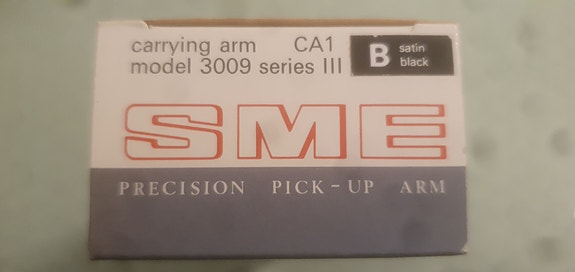 carrying arm CA1
model 3009 series III
B satin
black
SME
PRECISION PICK-UP ARM